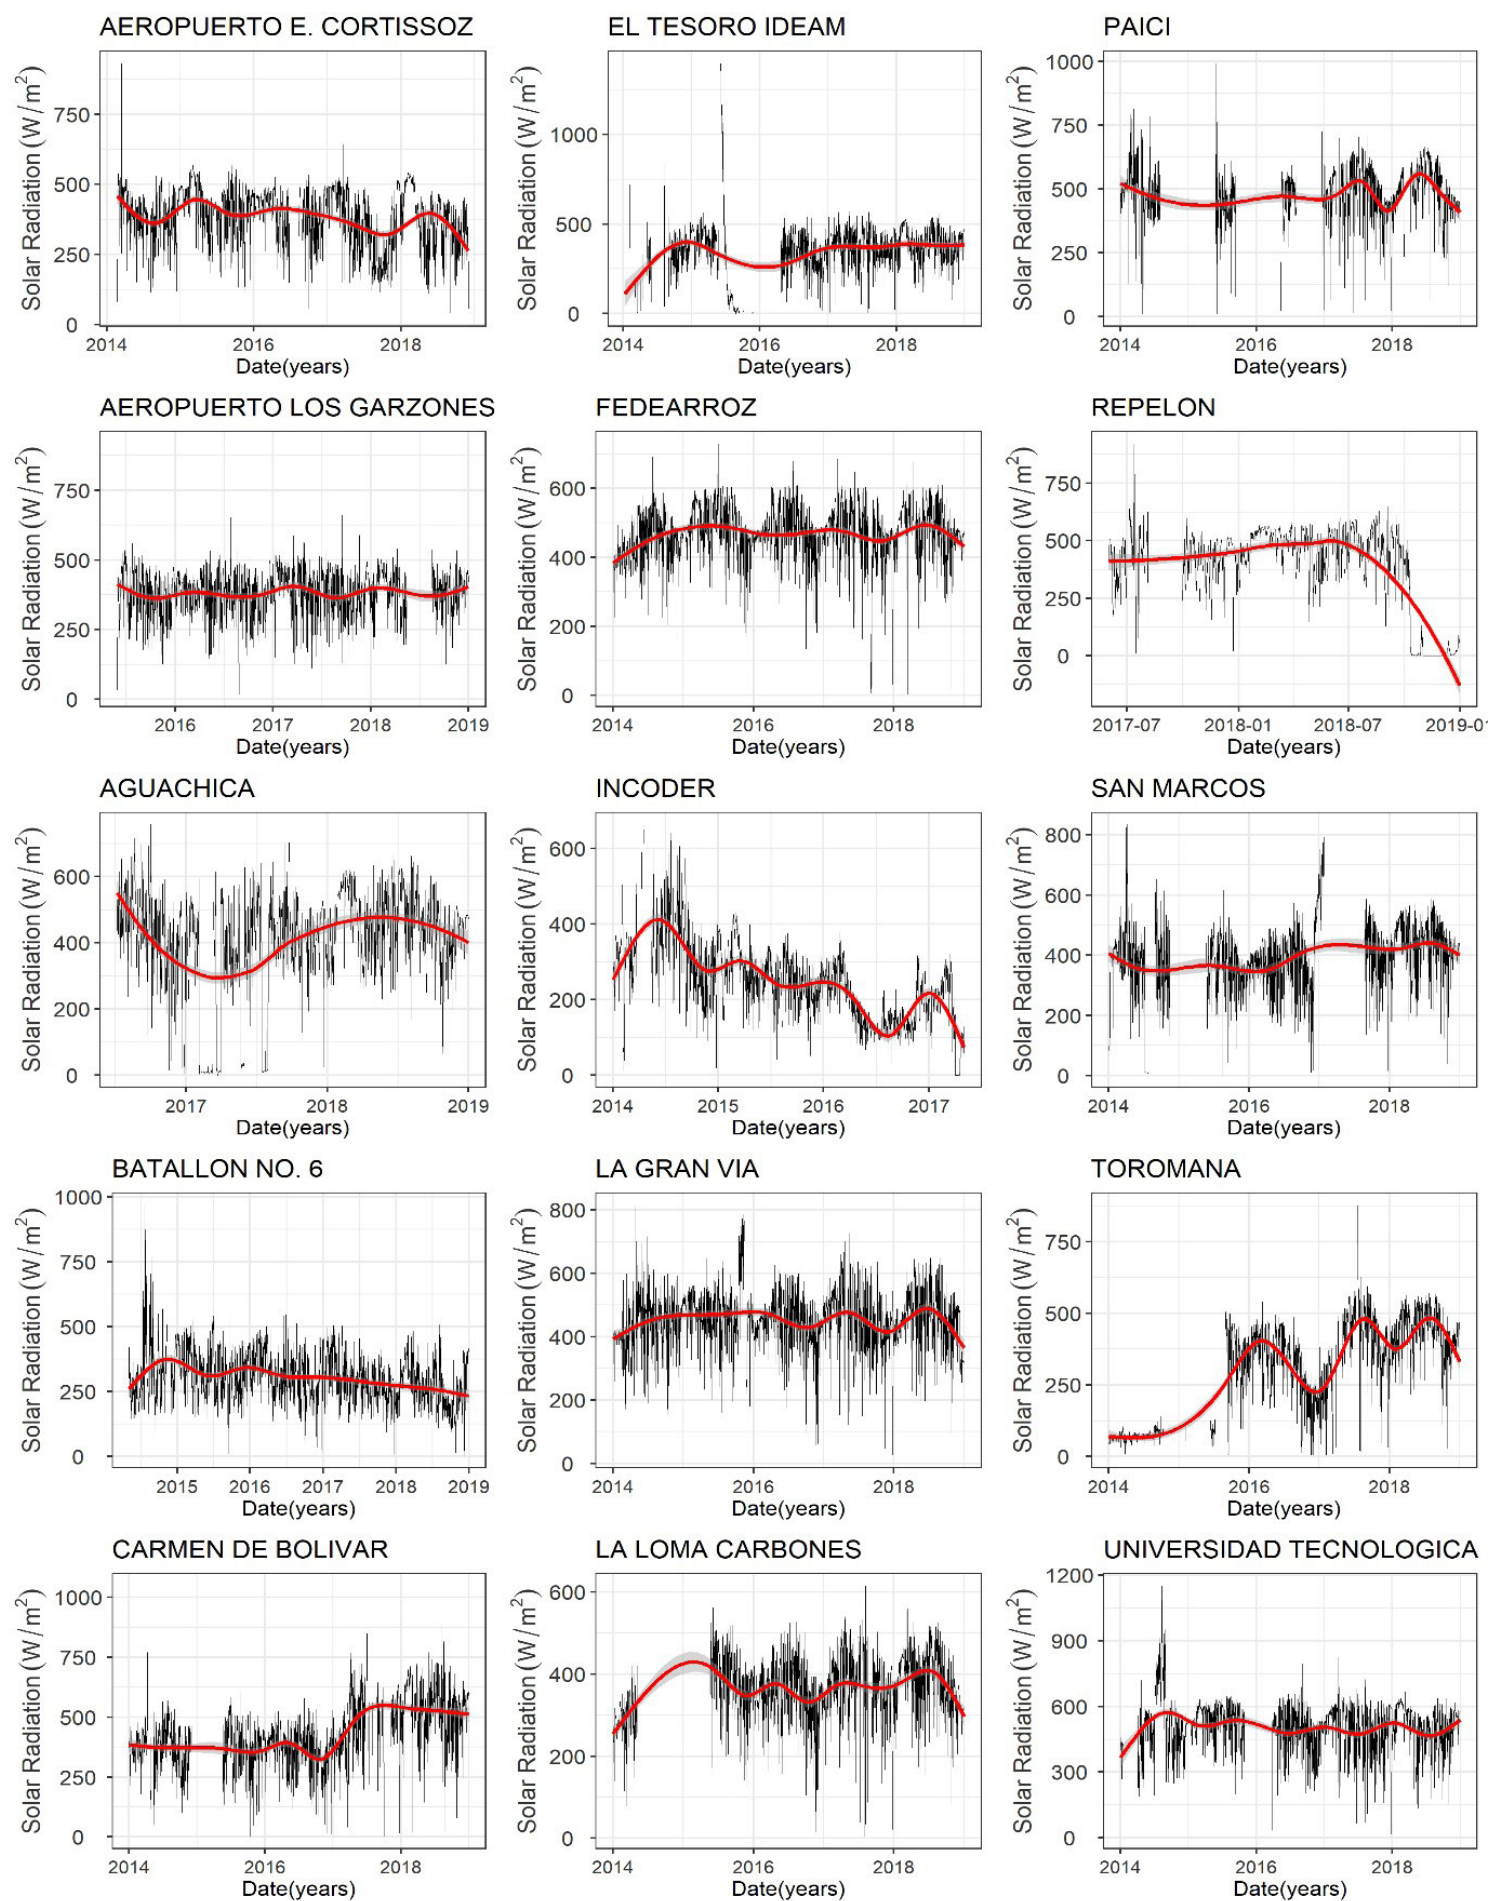 AEROPUERTO E. CORTISSOZ
Solar Radiation (W/m²)
750
500
250
0
2014 2016 2018
Date(years)
EL TESORO IDEAM
Solar Radiation (W/m²)
1000
500
0
2014 2016 2018
Date(years)
PAICI
Solar Radiation (W/m²)
1000
750
500
250
0
2014 2016 2018
Date(years)
AEROPUERTO LOS GARZONES
Solar Radiation (W/m²)
750
500
250
0
2016 2017 2018 2019
Date(years)
FEDEARROZ
Solar Radiation (W/m²)
600
400
200
0
2014 2016 2018
Date(years)
REPELON
Solar Radiation (W/m²)
750
500
250
0
2017-07 2018-01 2018-07 2019-01
Date(years)
AGUACHICA
Solar Radiation (W/m²)
600
400
200
0
2017 2018 2019
Date(years)
INCODER
Solar Radiation (W/m²)
600
400
200
0
2014 2015 2016 2017
Date(years)
SAN MARCOS
Solar Radiation (W/m²)
800
600
400
200
0
2014 2016 2018
Date(years)
BATALLON NO. 6
Solar Radiation (W/m²)
1000
750
500
250
0
2015 2016 2017 2018 2019
Date(years)
LA GRAN VIA
Solar Radiation (W/m²)
800
600
400
200
0
2014 2016 2018
Date(years)
TOROMANA
Solar Radiation (W/m²)
750
500
250
0
2014 2016 2018
Date(years)
CARMEN DE BOLIVAR
Solar Radiation (W/m²)
1000
750
500
250
0
2014 2016 2018
Date(years)
LA LOMA CARBONES
Solar Radiation (W/m²)
600
400
200
0
2014 2016 2018
Date(years)
UNIVERSIDAD TECNOLOGICA
Solar Radiation (W/m²)
1200
900
600
300
0
2014 2016 2018
Date(years)